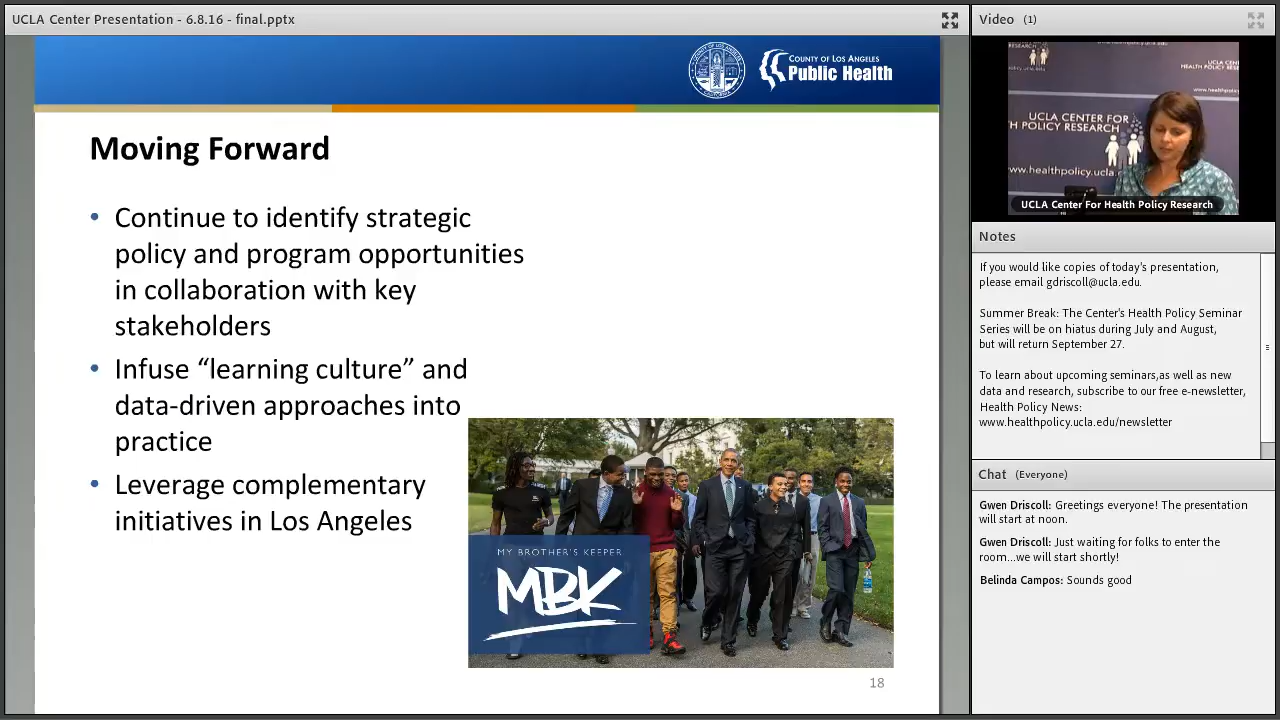 UCLA Center Presentation - 6.8.16 - final.pptx
COUNTY OF LOS ANGELES
Public Health
Moving Forward
• Continue to identify strategic
policy and program opportunities
in collaboration with key
stakeholders
• Infuse “learning culture” and
data-driven approaches into
practice
• Leverage complementary
initiatives in Los Angeles
MY BROTHER'S KEEPER
MBK
18
Video (1)
UCLA CENTER FOR
H POLICY RESEARCH
www.healthpolicy.ucla.
UCLA Center For Health Policy Research
Notes
If you would like copies of today's presentation,
please email gdriscoll@ucla.edu.
Summer Break: The Center's Health Policy Seminar
Series will be on hiatus during July and August,
but will return September 27.
To learn about upcoming seminars,as well as new
data and research, subscribe to our free e-newsletter,
Health Policy News:
www.healthpolicy.ucla.edu/newsletter
Chat (Everyone)
Gwen Driscoll: Greetings everyone! The presentation
will start at noon.
Gwen Driscoll: Just waiting for folks to enter the
room...we will start shortly!
Belinda Campos: Sounds good